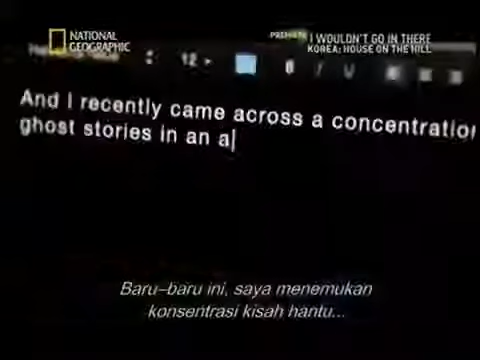 NATIONAL
GEOGRAPHIC
PREMIERE
I WOULDN'T GO IN THERE
KOREA: HOUSE ON THE HILL
12
B I U
And I recently came across a concentration
ghost stories in an a
Baru-baru ini, saya menemukan
konsentrasi kisah hantu...